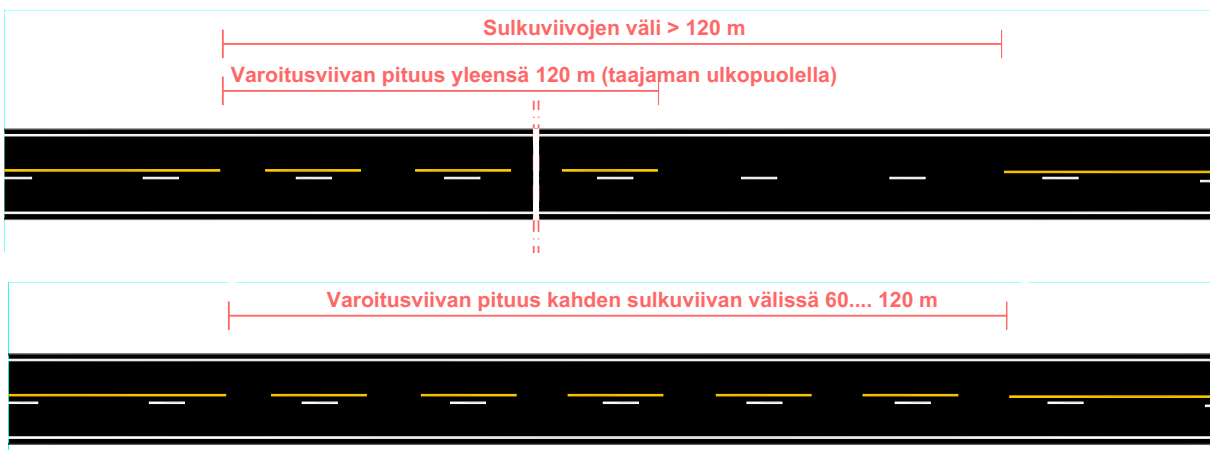 Sulkuviivojen väli > 120 m
Varoitusviivan pituus yleensä 120 m (taajaman ulkopuolella)
Varoitusviivan pituus kahden sulkuviivan välissä 60.... 120 m